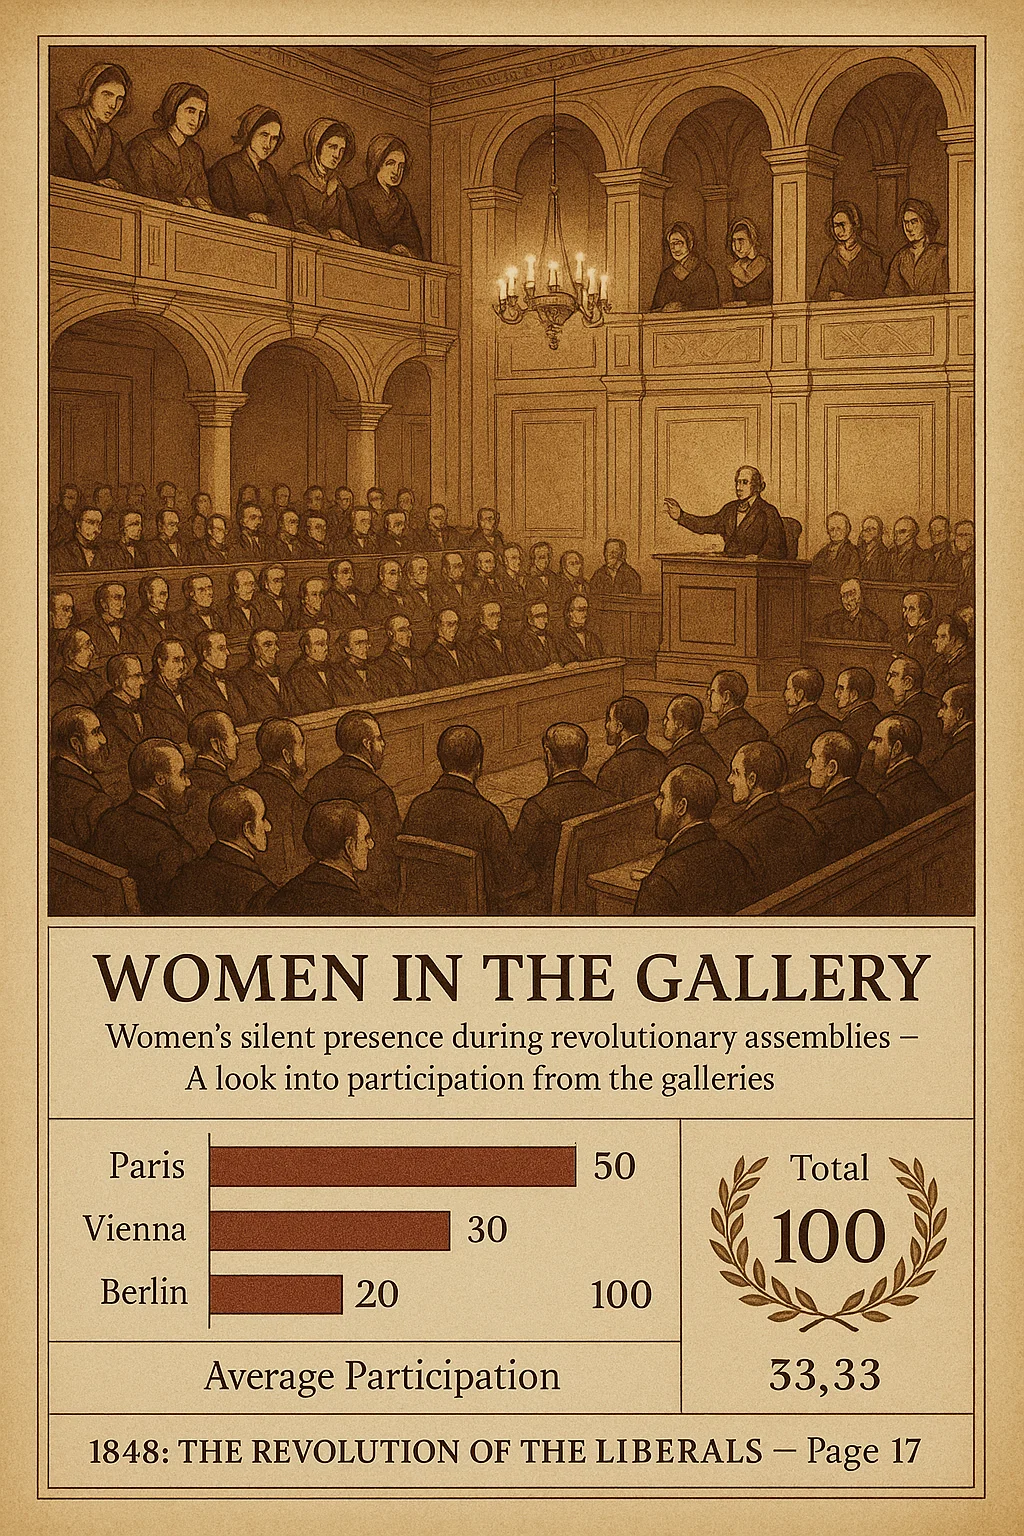 WOMEN IN THE GALLERY
Women's silent presence during revolutionary assemblies –
A look into participation from the galleries
Paris 50
Vienna 30
Berlin 20 100
Total
100
Average Participation 33,33
1848: THE REVOLUTION OF THE LIBERALS – Page 17